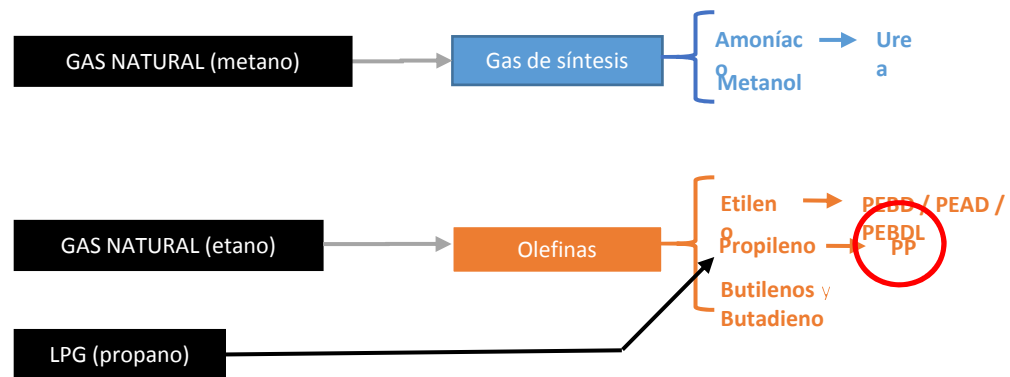 GAS NATURAL (metano)
Gas de síntesis
Amoníac
o
Ure
a
Metanol
GAS NATURAL (etano)
Olefinas
Etilen
o
PEBD / PEAD /
PEBDL
Propileno
PP
Butilenos y
Butadieno
LPG (propano)